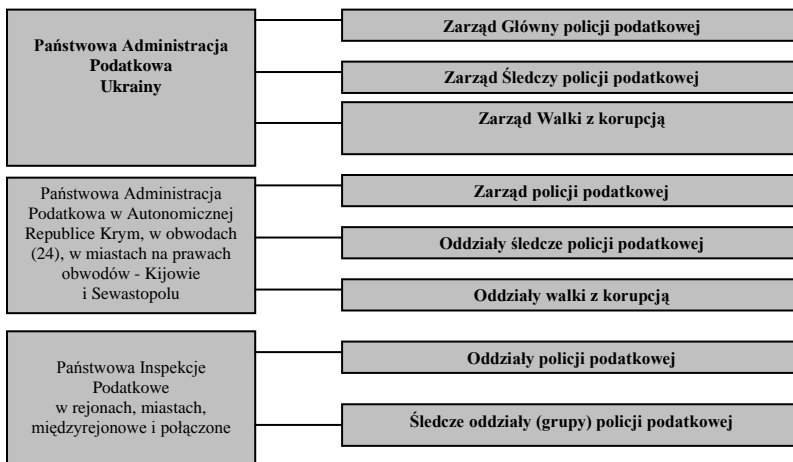 Państwowa Administracja
Podatkowa
Ukrainy
Zarząd Główny policji podatkowej
Zarząd Śledczy policji podatkowej
Zarząd Walki z korupcją
Państwowa Administracja
Podatkowa w Autonomicznej
Republice Krym, w obwodach
(24), w miastach na prawach
obwodów - Kijowie
i Sewastopolu
Zarząd policji podatkowej
Oddziały śledcze policji podatkowej
Oddziały walki z korupcją
Państwowa Inspekcje
Podatkowe
w rejonach, miastach,
międzyrejonowe i połączone
Oddziały policji podatkowej
Śledcze oddziały (grupy) policji podatkowej